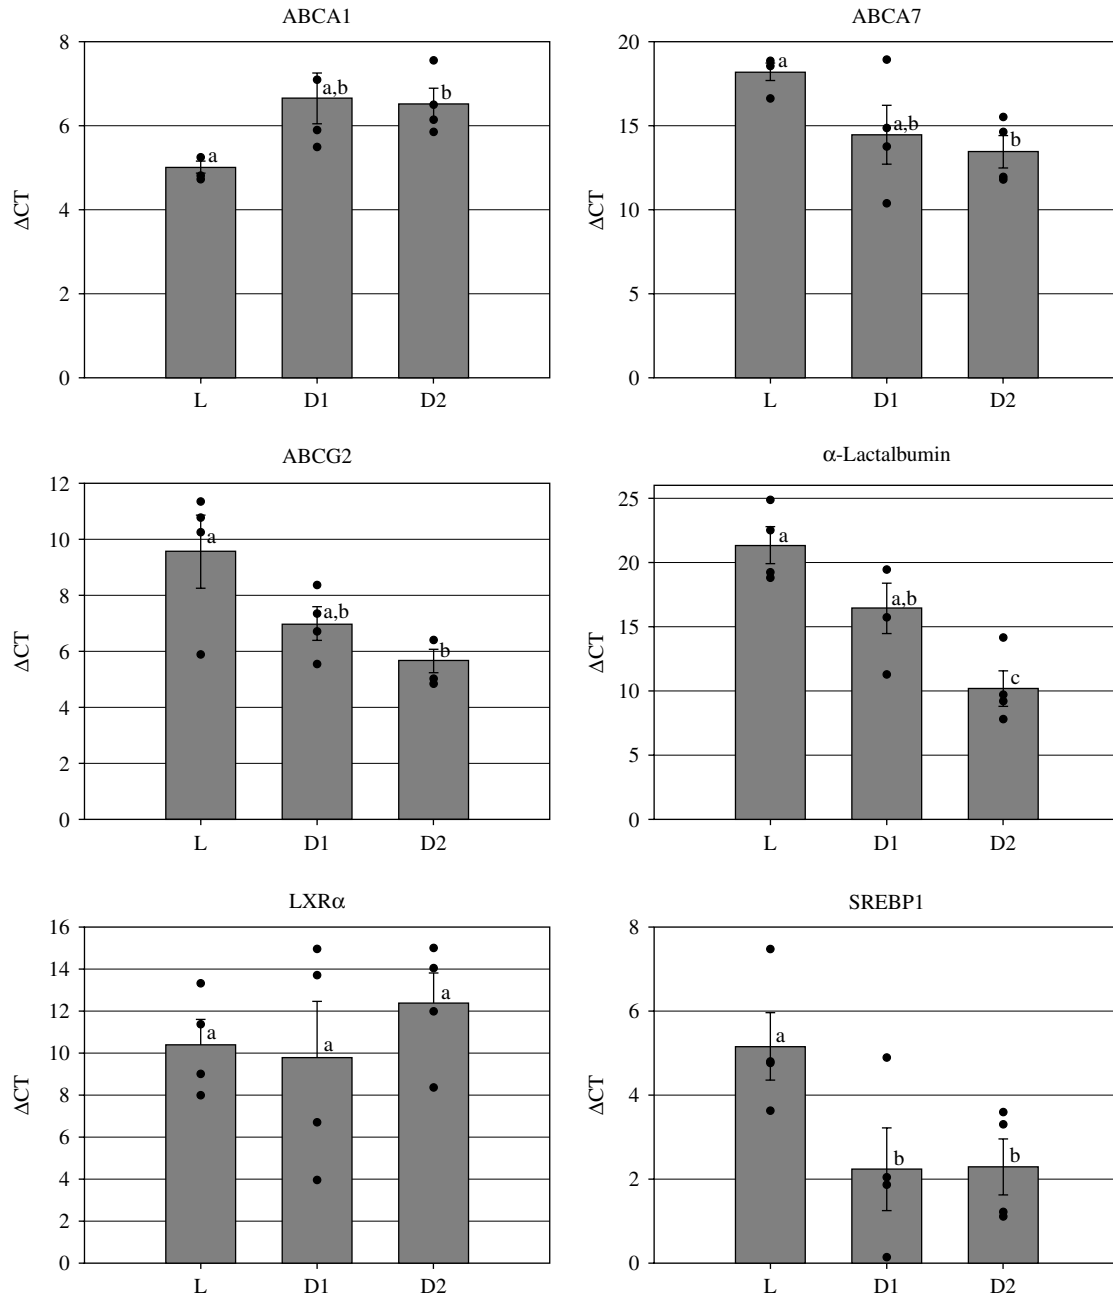 ABCA1
8
6
4
2
0
ΔCT
a
a,b
b
L D1 D2
ABCA7
20
15
10
5
0
ΔCT
a
a,b
b
L D1 D2
ABCG2
12
10
8
6
4
2
0
ΔCT
a
a,b
b
L D1 D2
α-Lactalbumin
25
20
15
10
5
0
ΔCT
a
a,b
c
L D1 D2
LXRα
16
14
12
10
8
6
4
2
0
ΔCT
a
a
a
L D1 D2
SREBP1
8
6
4
2
0
ΔCT
a
b
b
L D1 D2